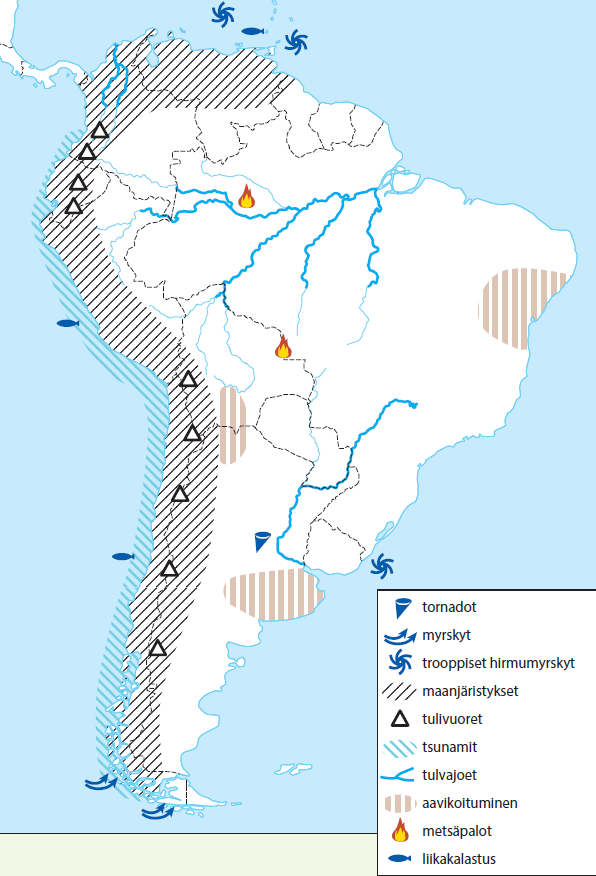 tornadot
myrskyt
trooppiset hirmumyrskyt
maanjäristykset
tulivuoret
tsunamit
tulvajoet
aavikoituminen
metsäpalot
liikakalastus